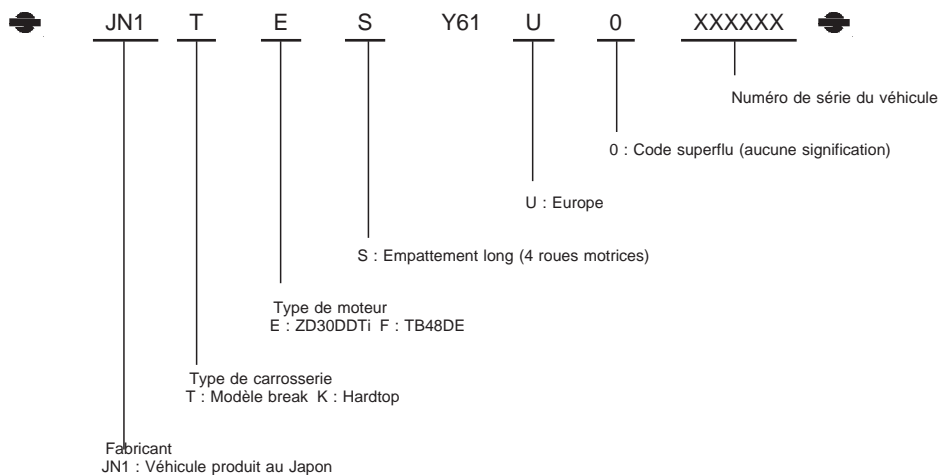 JN1 T E S Y61 U 0 XXXXXX
Numéro de série du véhicule
0 : Code superflu (aucune signification)
U : Europe
S : Empattement long (4 roues motrices)
Type de moteur
E : ZD30DDTi F : TB48DE
Type de carrosserie
T : Modèle break K : Hardtop
Fabricant
JN1 : Véhicule produit au Japon